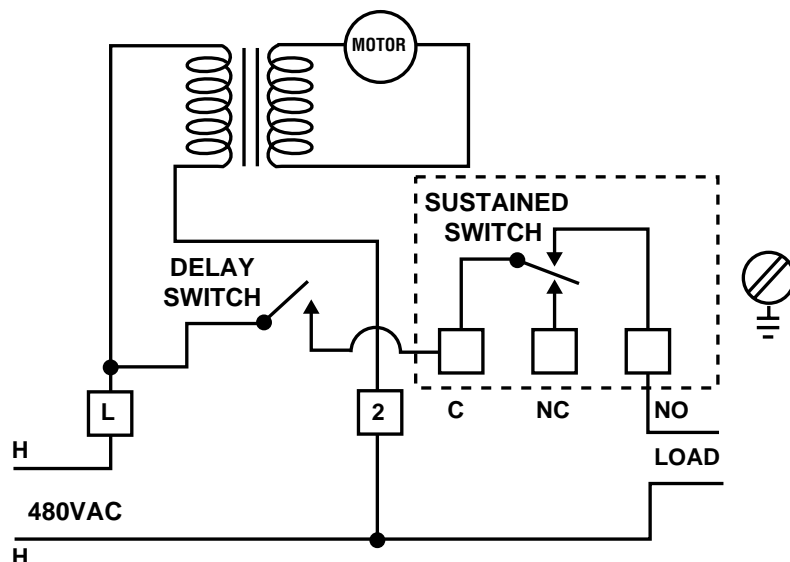 MOTOR
SUSTAINED
SWITCH
DELAY
SWITCH
L
2
C
NC
NO
H
LOAD
480VAC
H